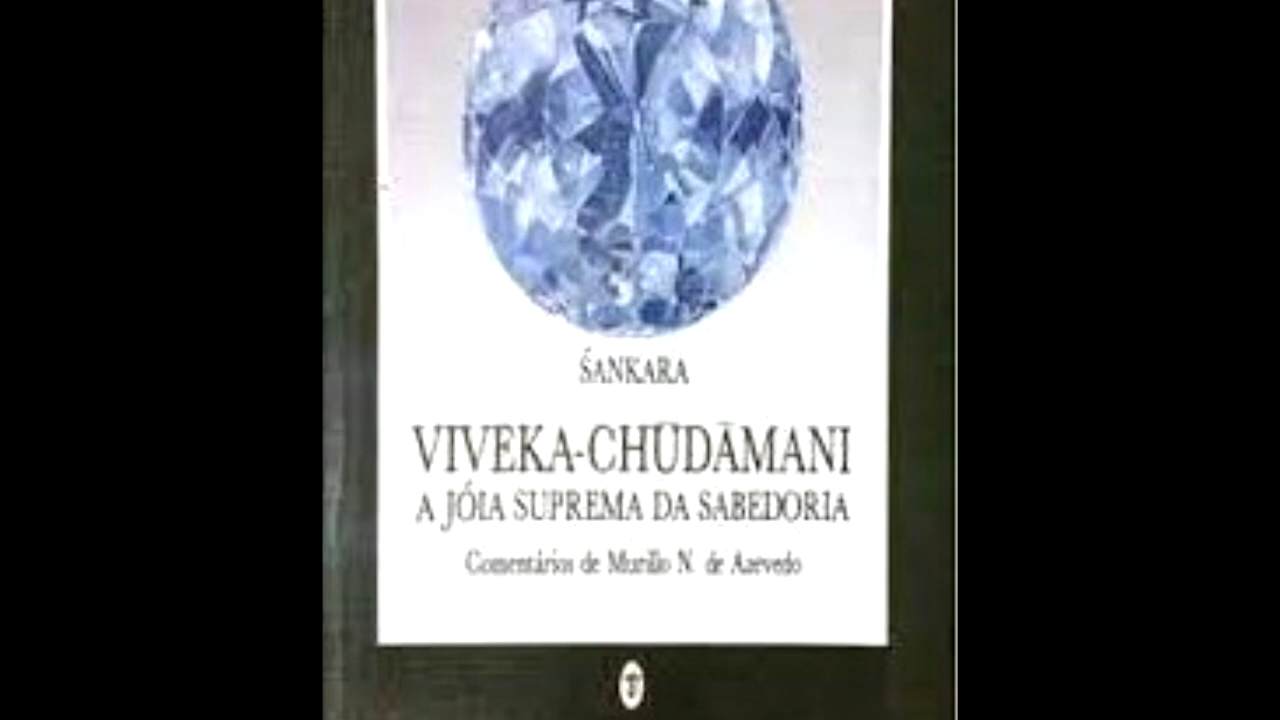 ŚANKARA
VIVEKA-CHŪDĀMANI
A JÓIA SUPREMA DA SABEDORIA
Comentários de Murillo N. de Azevedo